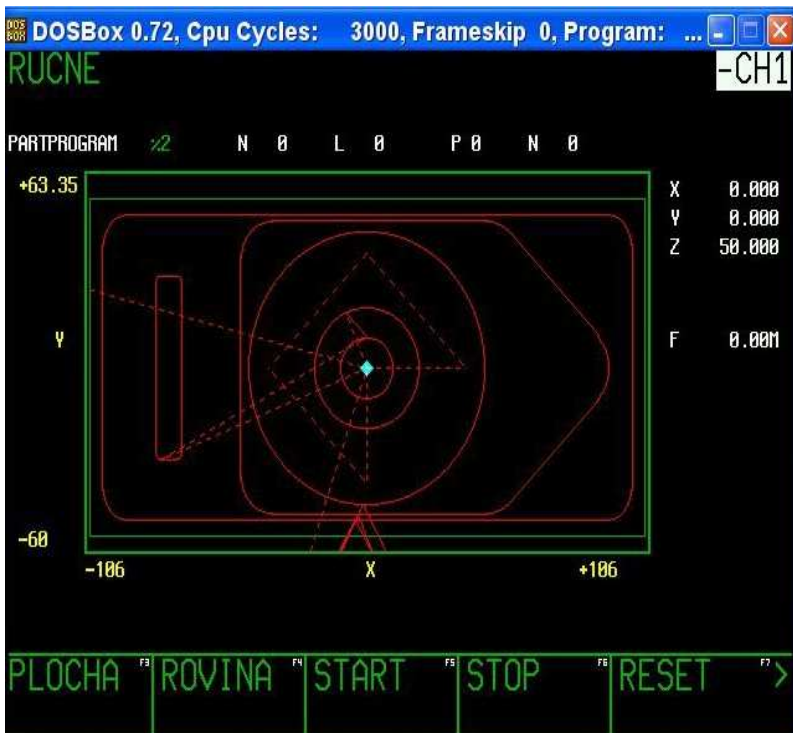 DOSBox 0.72, Cpu Cycles: 3000, Frameskip 0, Program: ...
RUCNE -CH1
PARTPROGRAM %2 N 0 L 0 P 0 N 0
+63.35
X 0.000
Y 0.000
Z 50.000
Y
F 0.00M
-60
-106 X +106
PLOCHA F3 ROVINA F4 START F5 STOP F6 RESET F7 >